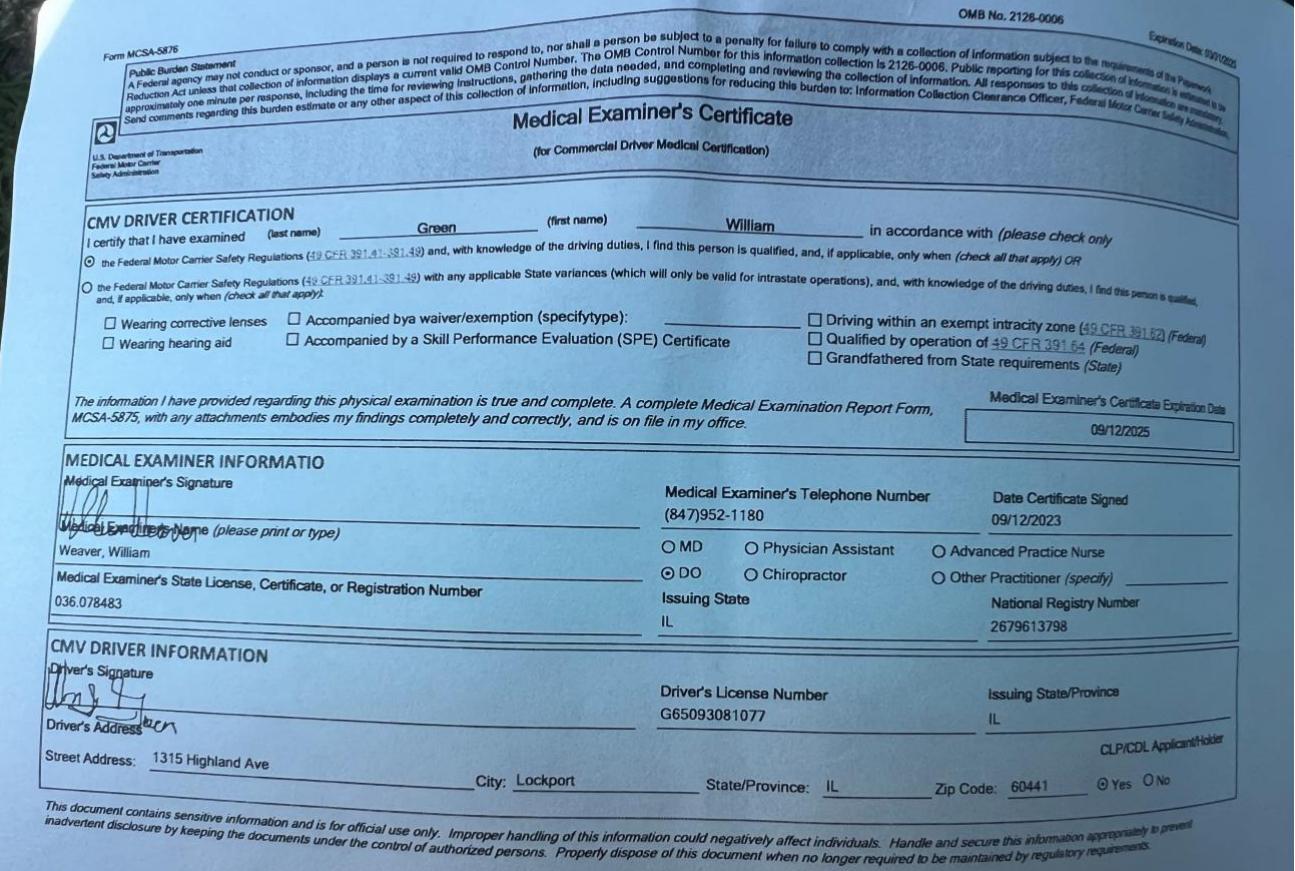 OMB No. 2126-0006
Form MCSA-5876
Expiration Date: 03/31/2025
Public Burden Statement
A Federal agency may not conduct or sponsor, and a person is not required to respond to, nor shall a person be subject to a penalty for failure to comply with a collection of information subject to the requirements of the Paperwork
Reduction Act unless that collection of information displays a current valid OMB Control Number. The OMB Control Number for this information collection is 2126-0006. Public reporting for this collection of information is estimated to be
approximately one minute per response, including the time for reviewing instructions, gathering the data needed, and completing and reviewing the collection of information. All responses to this collection of information are mandatory.
Send comments regarding this burden estimate or any other aspect of this collection of information, including suggestions for reducing this burden to: Information Collection Clearance Officer, Federal Motor Carrier Safety Administration,
U.S. Department of Transportation
Federal Motor Carrier
Safety Administration
Medical Examiner's Certificate
(for Commercial Driver Medical Certification)
CMV DRIVER CERTIFICATION
I certify that I have examined (last name) Green (first name) William in accordance with (please check only
the Federal Motor Carrier Safety Regulations (49 CFR 391.41-391.49) and, with knowledge of the driving duties, I find this person is qualified, and, if applicable, only when (check all that apply) OR
the Federal Motor Carrier Safety Regulations (49 CFR 391.41-391.49) with any applicable State variances (which will only be valid for intrastate operations), and, with knowledge of the driving duties, I find this person is qualified,
and, if applicable, only when (check all that apply):
Wearing corrective lenses Accompanied bya waiver/exemption (specifytype): Driving within an exempt intracity zone (49 CFR 391.62) (Federal)
Wearing hearing aid Accompanied by a Skill Performance Evaluation (SPE) Certificate Qualified by operation of 49 CFR 391.64 (Federal)
Grandfathered from State requirements (State)
The information I have provided regarding this physical examination is true and complete. A complete Medical Examination Report Form,
MCSA-5875, with any attachments embodies my findings completely and correctly, and is on file in my office.
Medical Examiner's Certificate Expiration Date
09/12/2025
MEDICAL EXAMINER INFORMATIO
Medical Examiner's Signature
Medical Examiner's Telephone Number Date Certificate Signed
(847)952-1180 09/12/2023
Medical Examiner's Name (please print or type)
Weaver, William
MD Physician Assistant Advanced Practice Nurse
DO Chiropractor Other Practitioner (specify)
Medical Examiner's State License, Certificate, or Registration Number
036.078483
Issuing State National Registry Number
IL 2679613798
CMV DRIVER INFORMATION
Driver's Signature
Driver's License Number Issuing State/Province
G65093081077 IL
Driver's Address
CLP/CDL Applicant/Holder
Street Address: 1315 Highland Ave City: Lockport State/Province: IL Zip Code: 60441 Yes No
This document contains sensitive information and is for official use only. Improper handling of this information could negatively affect individuals. Handle and secure this information appropriately to prevent
inadvertent disclosure by keeping the documents under the control of authorized persons. Properly dispose of this document when no longer required to be maintained by regulatory requirements.